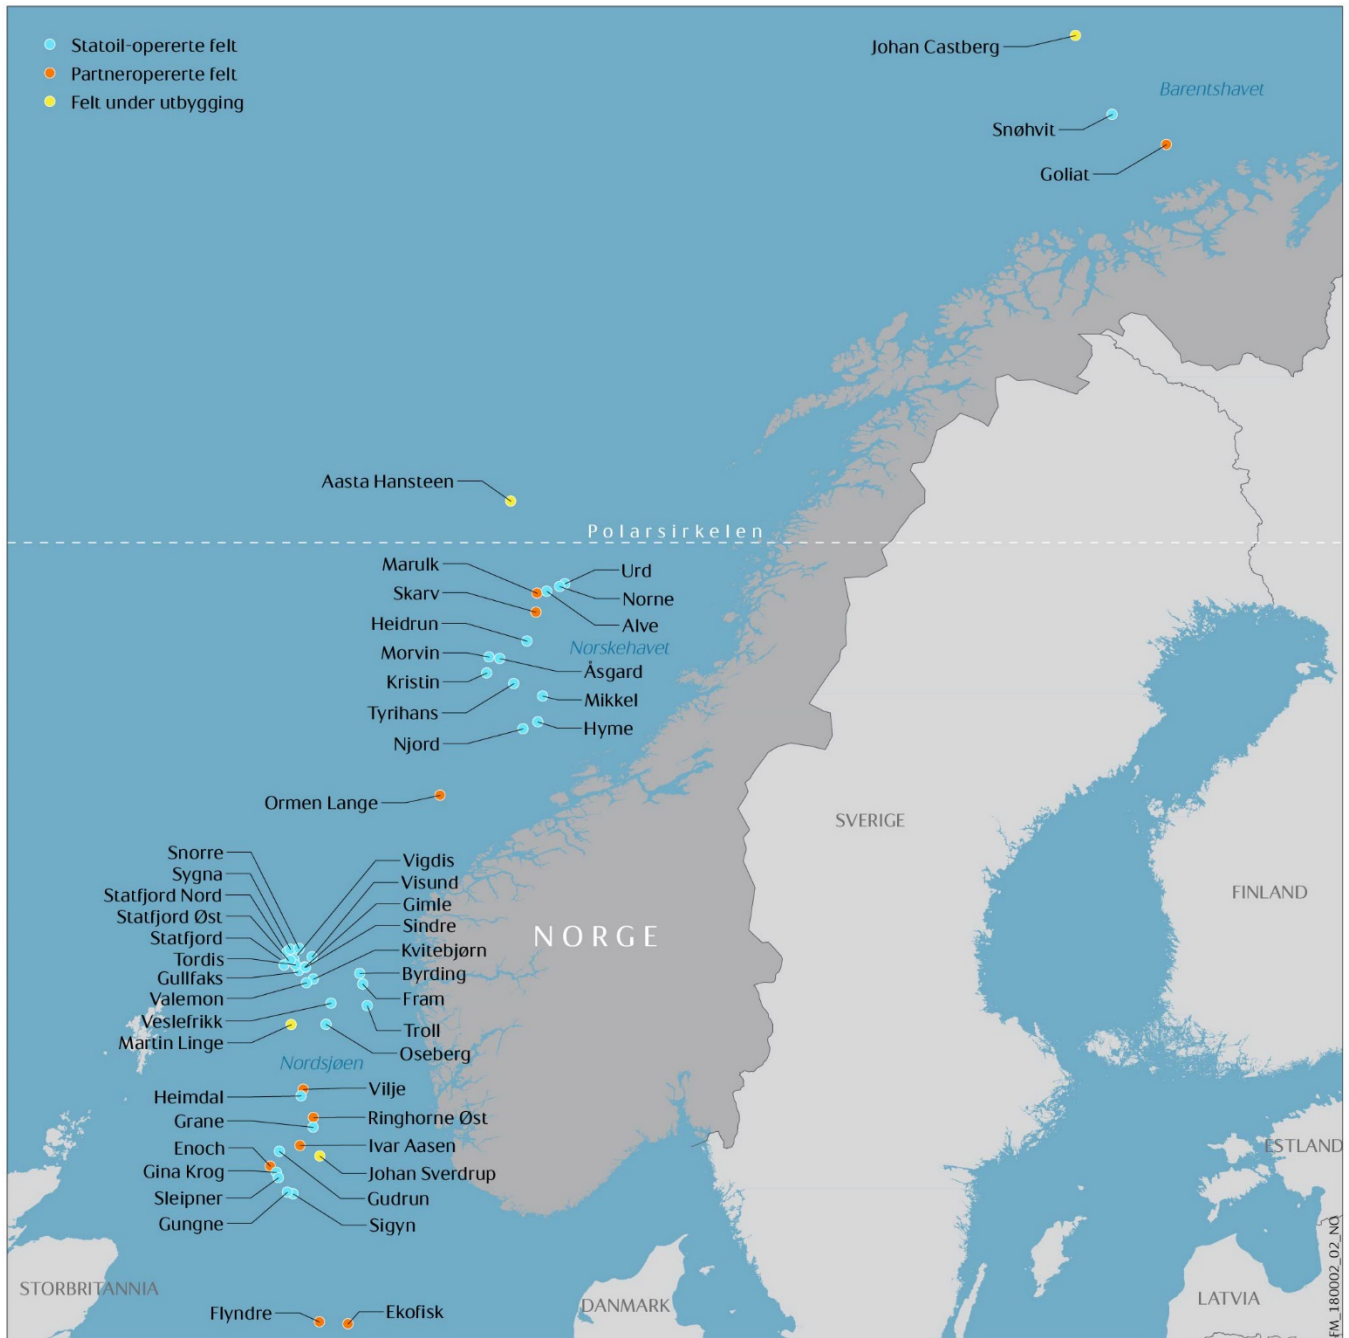 Statoil-opererte felt
Partneropererte felt
Felt under utbygging
Johan Castberg
Barentshavet
Snøhvit
Goliat
Aasta Hansteen
Polarsirkelen
Marulk
Urd
Skarv
Norne
Heidrun
Alve
Norskehavet
Morvin
Åsgard
Kristin
Mikkel
Tyrihans
Hyme
Njord
Ormen Lange
SVERIGE
FINLAND
NORGE
Snorre
Vigdis
Sygna
Visund
Statfjord Nord
Gimle
Statfjord Øst
Sindre
Statfjord
Kvitebjørn
Tordis
Gullfaks
Byrding
Valemon
Fram
Veslefrikk
Troll
Martin Linge
Oseberg
Nordsjøen
Heimdal
Vilje
Grane
Ringhorne Øst
Enoch
Ivar Aasen
Gina Krog
Johan Sverdrup
Sleipner
Gudrun
Gungne
Sigyn
ESTLAND
STORBRITANNIA
DANMARK
LATVIA
Flyndre
Ekofisk
FM_180002_02_NO